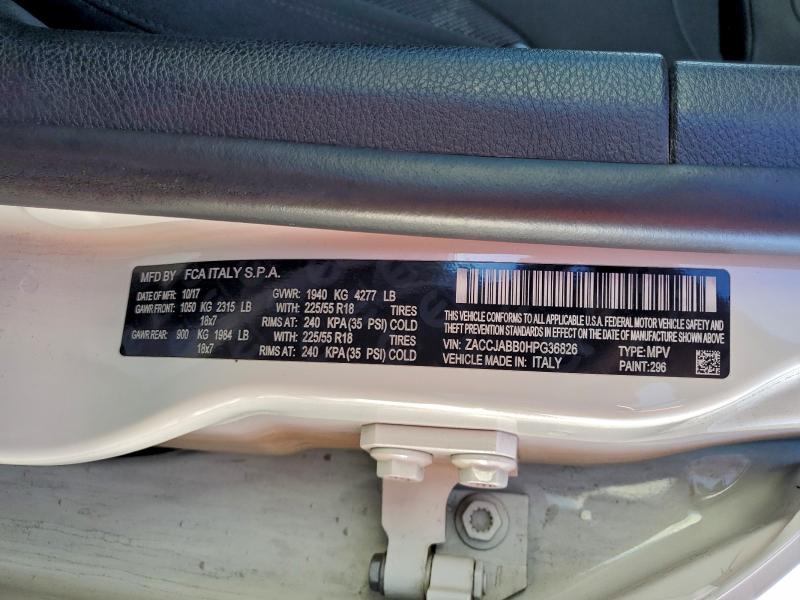 MFD BY FCA ITALY S.P.A.
DATE OF MFR: 10/17 GVWR: 1940 KG 4277 LB
GAWR FRONT: 1050 KG 2315 LB WITH: 225/55 R18 TIRES
18x7 RIMS AT: 240 KPA (35 PSI) COLD
GAWR REAR: 900 KG 1984 LB WITH: 225/55 R18 TIRES
18x7 RIMS AT: 240 KPA (35 PSI) COLD
THIS VEHICLE CONFORMS TO ALL APPLICABLE U.S.A. FEDERAL MOTOR VEHICLE SAFETY AND
THEFT PREVENTION STANDARDS IN EFFECT ON THE DATE OF MANUFACTURE SHOWN ABOVE.
VIN: ZACCJABB0HPG36826 TYPE: MPV
VEHICLE MADE IN: ITALY PAINT: 296